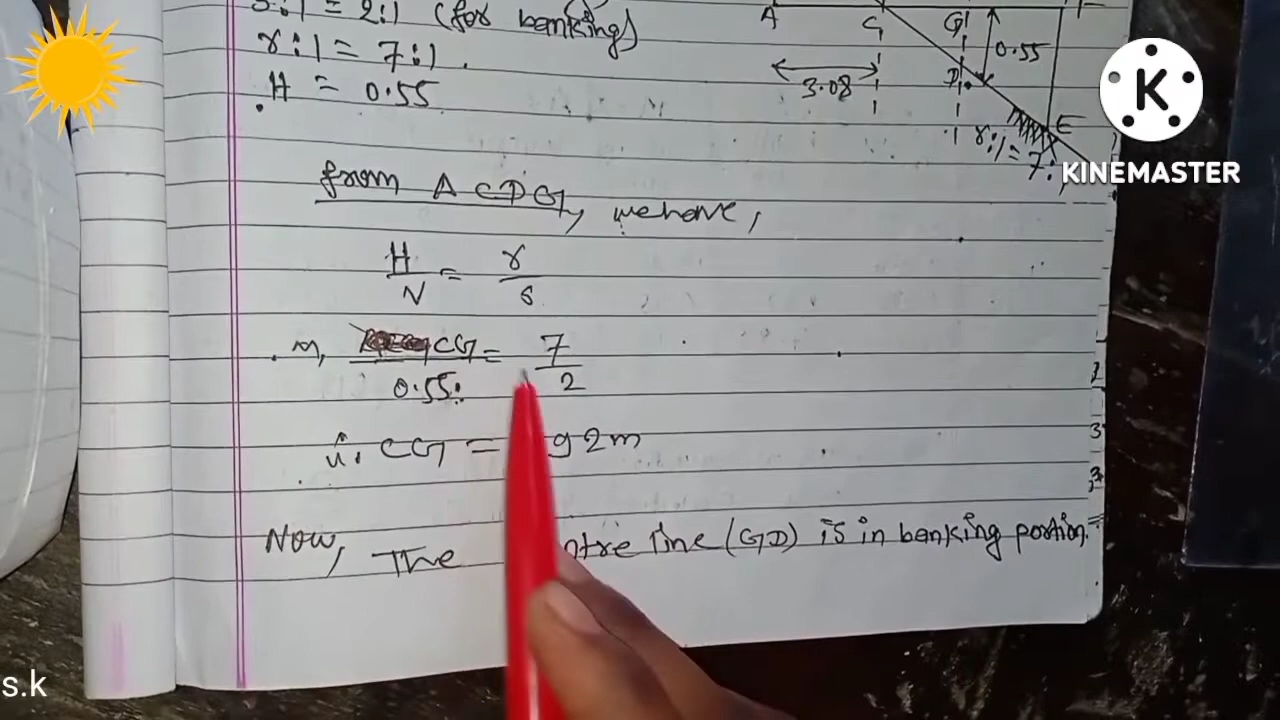 S:1 = 2:1 (for banking)
r:1 = 7:1.
H = 0.55
A C G
0.55
3.08
D
E
r:1 = 7:1
K
KINEMASTER
from Δ CDG, we have,
H/V = r/s
or, CG/0.55 = 7/2
∴ CG = 92m
Now, The ntre line (GD) is in banking portion.
s.k